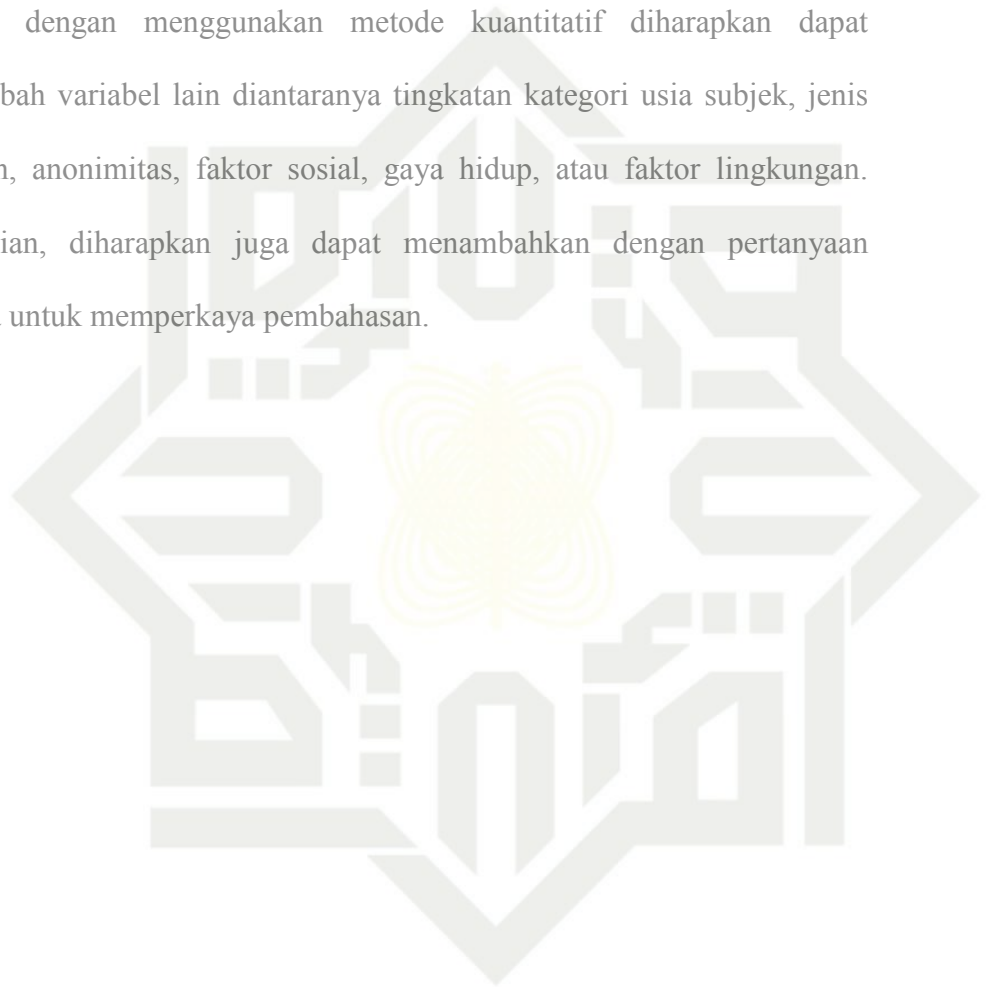 dengan menggunakan metode kuantitatif diharapkan dapat
bah variabel lain diantaranya tingkatan kategori usia subjek, jenis
n, anonimitas, faktor sosial, gaya hidup, atau faktor lingkungan.
ian, diharapkan juga dapat menambahkan dengan pertanyaan
untuk memperkaya pembahasan.